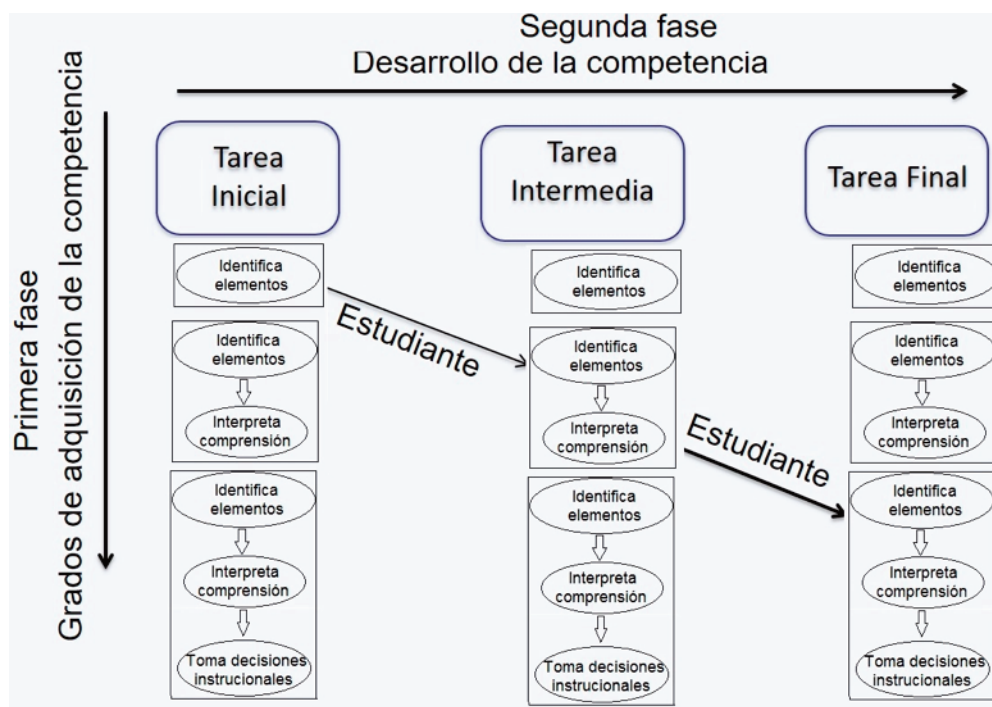 Segunda fase
Desarrollo de la competencia
Primera fase
Grados de adquisición de la competencia
Tarea
Inicial
Identifica
elementos
Identifica
elementos
Interpreta
comprensión
Identifica
elementos
Interpreta
comprensión
Toma decisiones
instrucionales
Estudiante
Tarea
Intermedia
Identifica
elementos
Identifica
elementos
Interpreta
comprensión
Identifica
elementos
Interpreta
comprensión
Toma decisiones
instrucionales
Estudiante
Tarea Final
Identifica
elementos
Identifica
elementos
Interpreta
comprensión
Identifica
elementos
Interpreta
comprensión
Toma decisiones
instrucionales